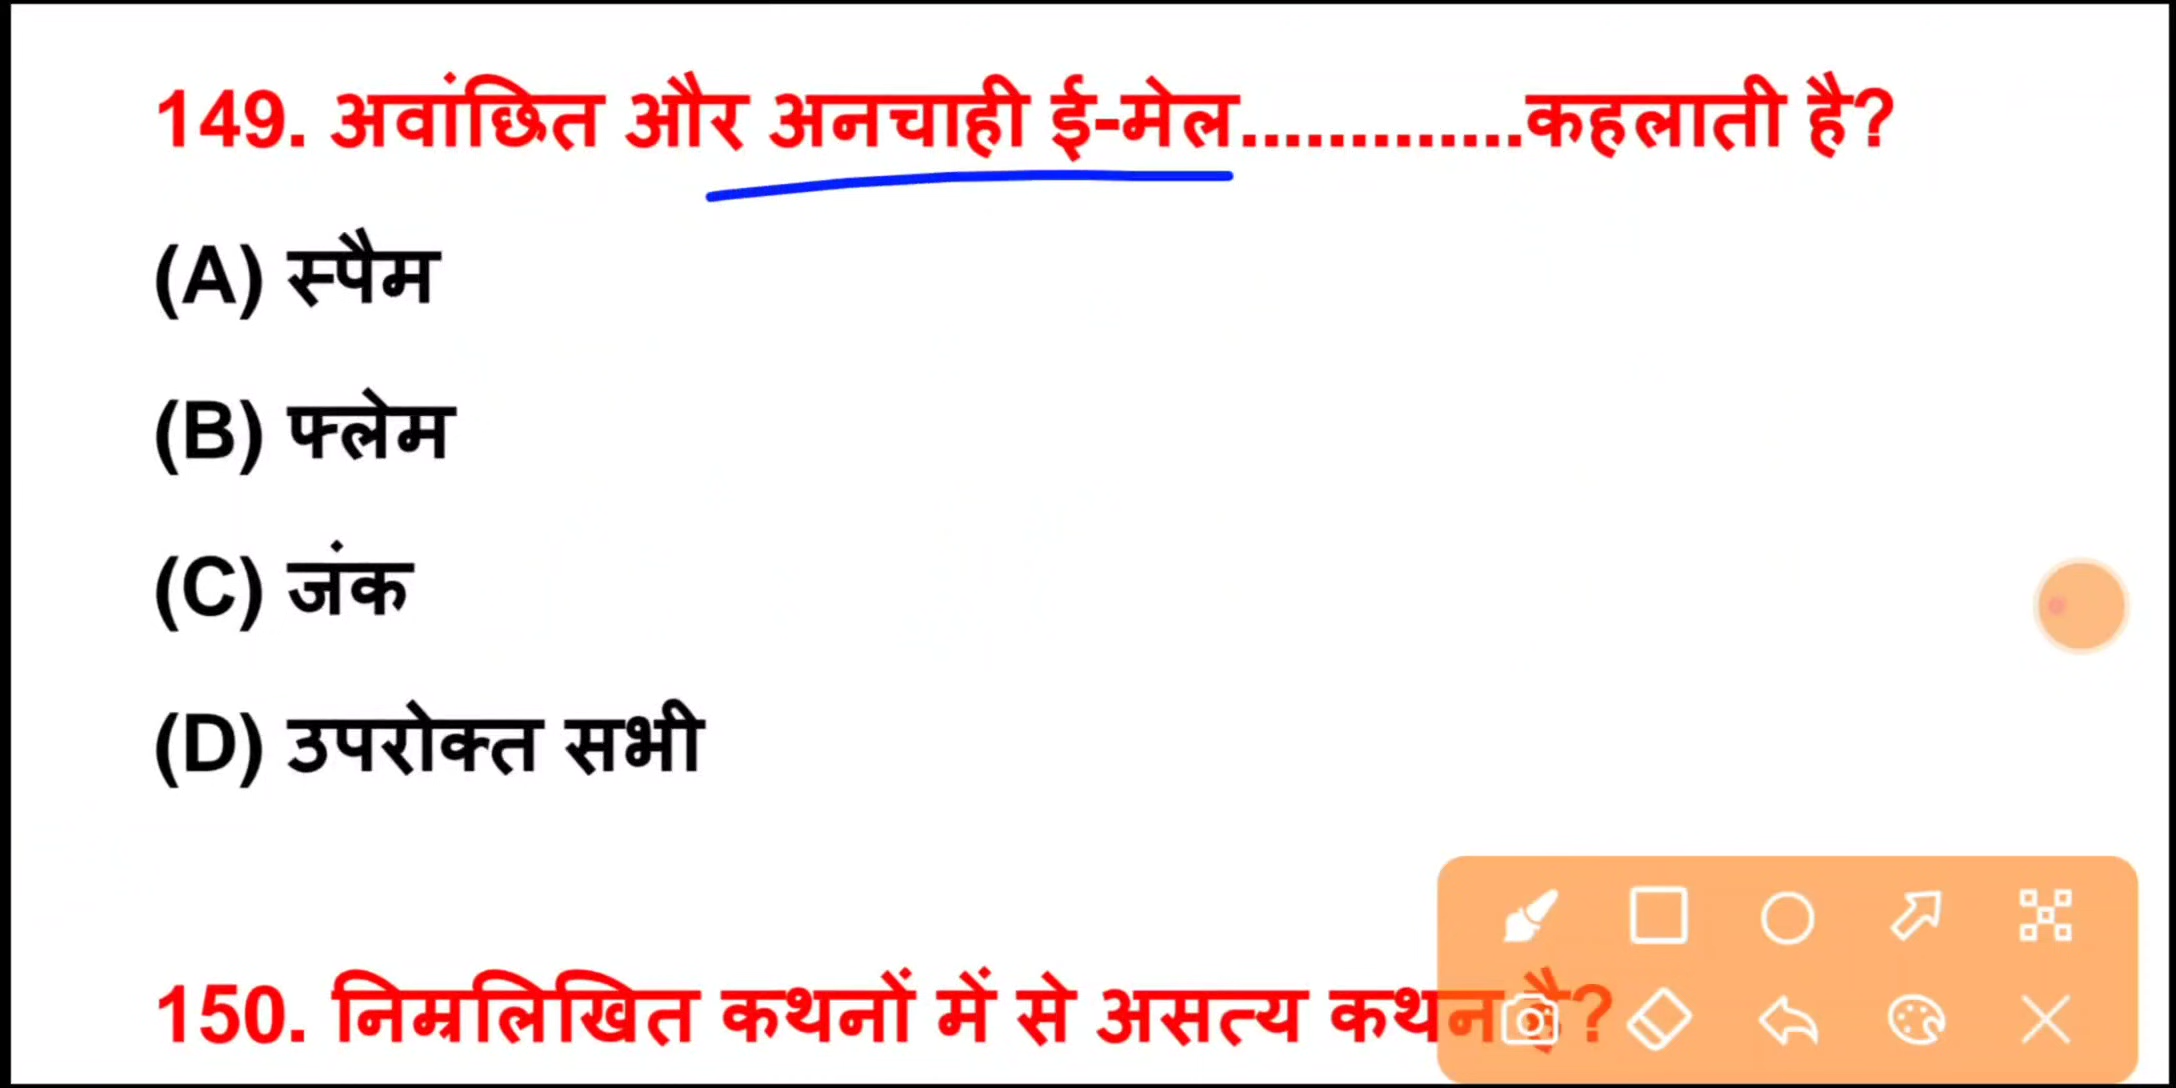 149. अवांछित और अनचाही ई-मेल.............कहलाती है?
(A) स्पैम
(B) फ्लेम
(C) जंक
(D) उपरोक्त सभी
150. निम्नलिखित कथनों में से असत्य कथन है?